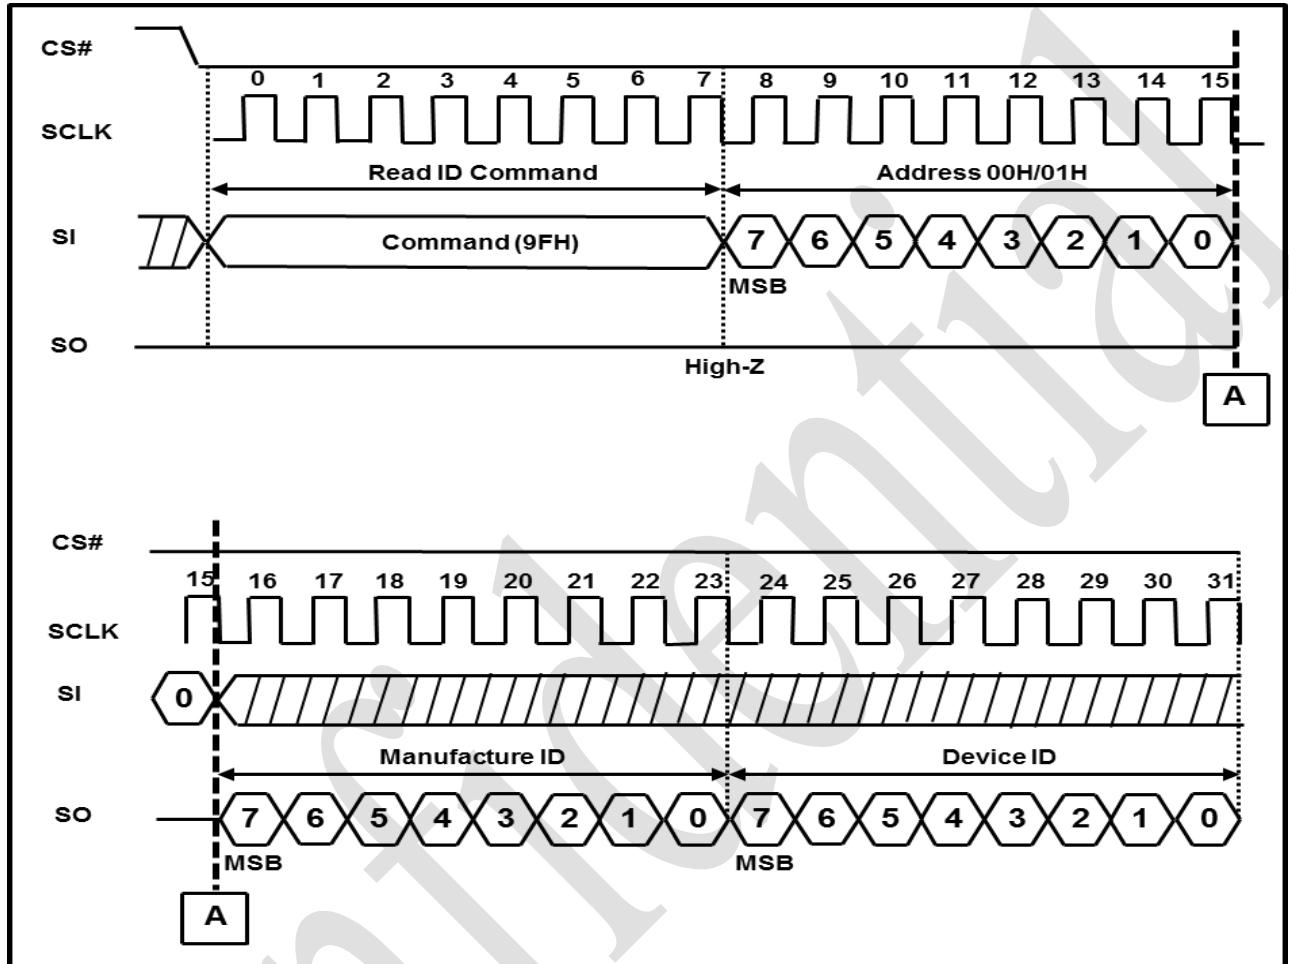 CS#
0 1 2 3 4 5 6 7 8 9 10 11 12 13 14 15
SCLK
Read ID Command Address 00H/01H
SI Command (9FH) 7 6 5 4 3 2 1 0
MSB
SO
High-Z
A
CS#
15 16 17 18 19 20 21 22 23 24 25 26 27 28 29 30 31
SCLK
SI 0
Manufacture ID Device ID
SO 7 6 5 4 3 2 1 0 7 6 5 4 3 2 1 0
MSB MSB
A
nfidential